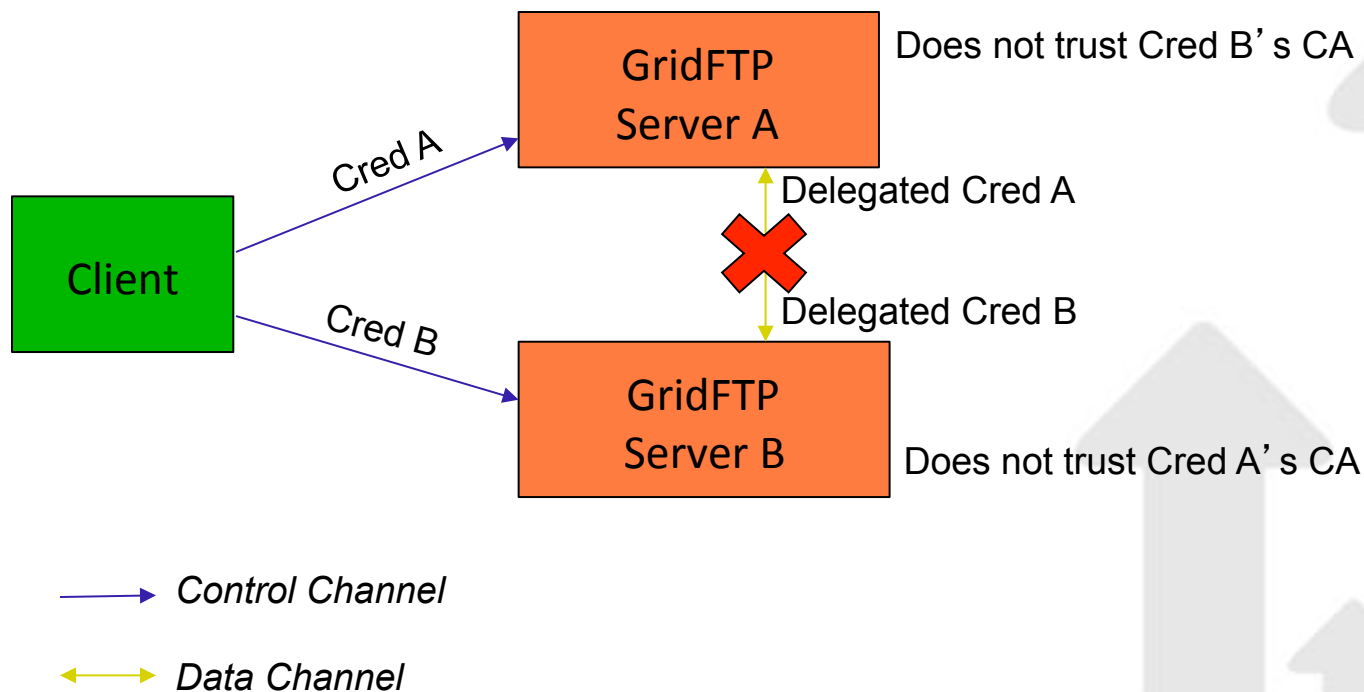 GridFTP
Server A
Does not trust Cred B’s CA
Cred A
Delegated Cred A
Client
Delegated Cred B
Cred B
GridFTP
Server B
Does not trust Cred A’s CA
Control Channel
Data Channel